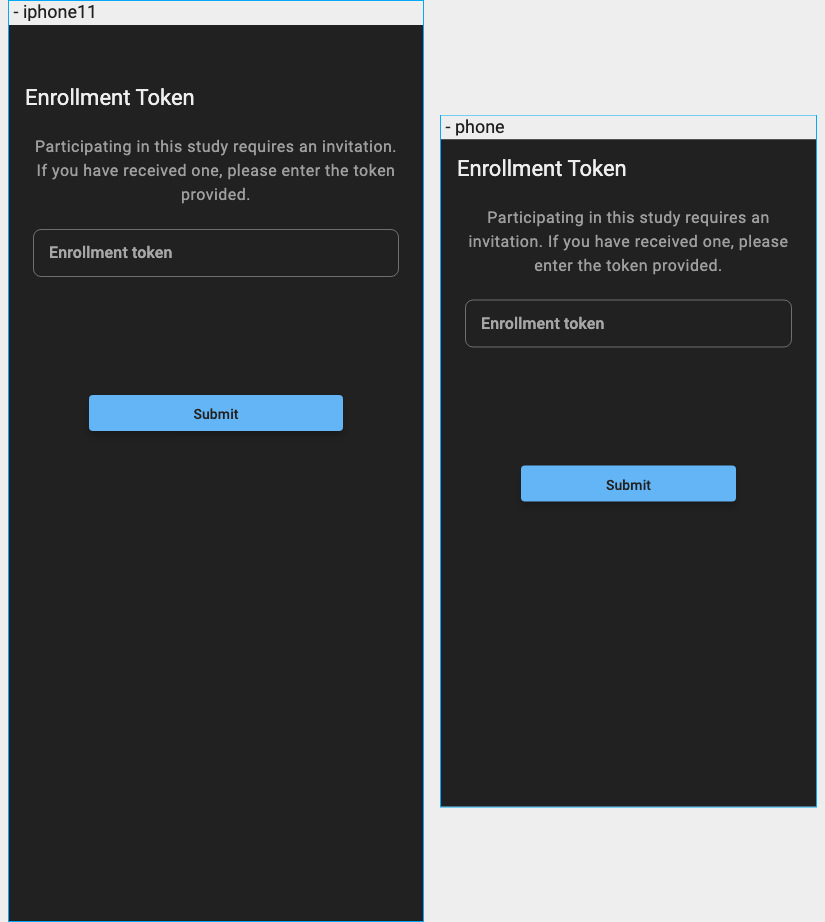 - iphone11
Enrollment Token
Participating in this study requires an invitation.
If you have received one, please enter the token
provided.
Enrollment token
Submit
- phone
Enrollment Token
Participating in this study requires an
invitation. If you have received one, please
enter the token provided.
Enrollment token
Submit